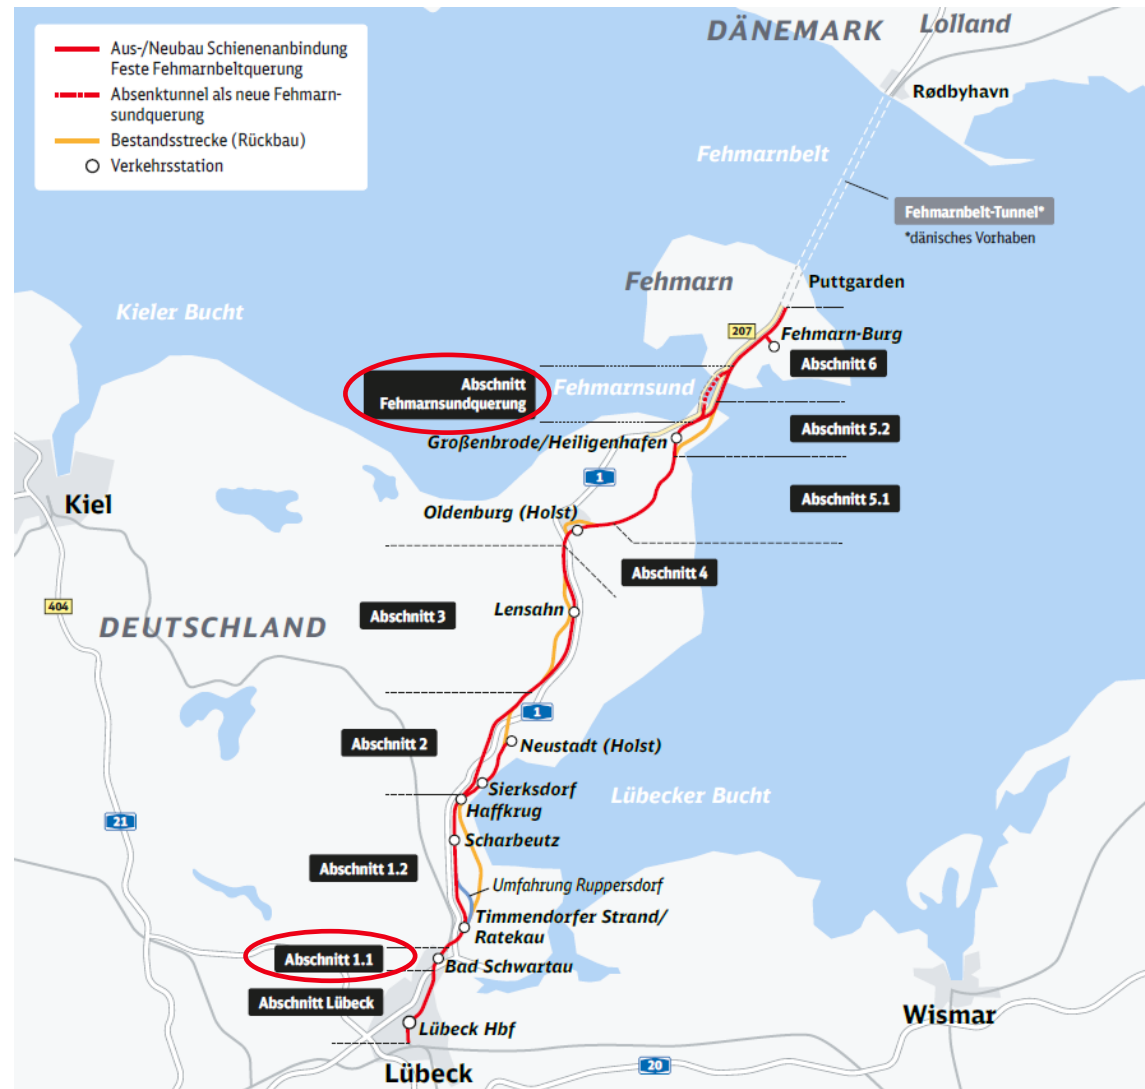 DÄNEMARK
Lolland
Aus-/Neubau Schienenanbindung
Feste Fehmarnbeltquerung
Absenktunnel als neue Fehmarn-
sundquerung
Bestandsstrecke (Rückbau)
Verkehrsstation
Rødbyhavn
Fehmarnbelt
Fehmarnbelt-Tunnel*
*dänisches Vorhaben
Fehmarn
Puttgarden
Kieler Bucht
207
Fehmarn-Burg
Abschnitt 6
Abschnitt
Fehmarnsundquerung
Fehmarnsund
Abschnitt 5.2
Großenbrode/Heiligenhafen
1
Abschnitt 5.1
Kiel
Oldenburg (Holst)
Abschnitt 4
404
Lensahn
Abschnitt 3
DEUTSCHLAND
1
Abschnitt 2
Neustadt (Holst)
Sierksdorf
Lübecker Bucht
Haffkrug
21
Scharbeutz
Abschnitt 1.2
Umfahrung Ruppersdorf
Timmendorfer Strand/
Ratekau
Abschnitt 1.1
Bad Schwartau
Abschnitt Lübeck
Wismar
Lübeck Hbf
20
Lübeck